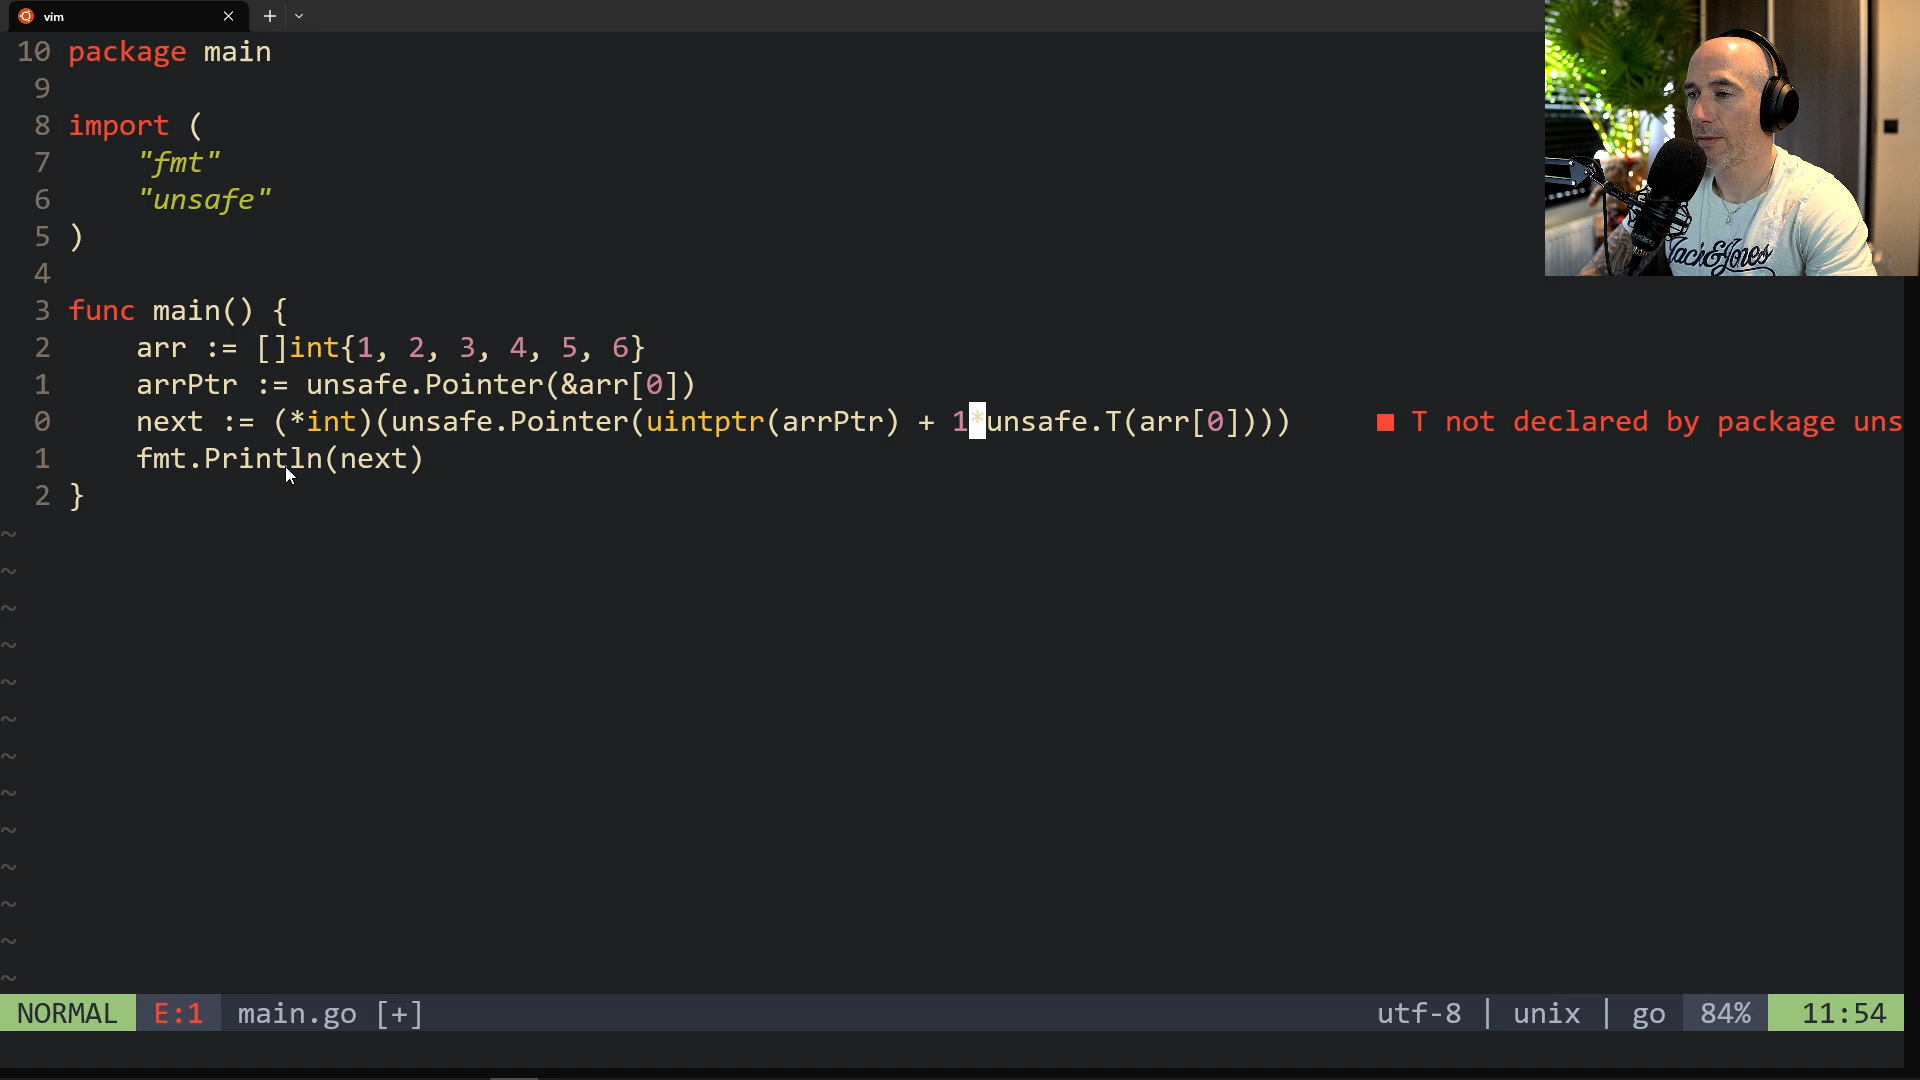 vim
10 package main
9
8 import (
7 "fmt"
6 "unsafe"
5 )
4
3 func main() {
2 arr := []int{1, 2, 3, 4, 5, 6}
1 arrPtr := unsafe.Pointer(&arr[0])
0 next := (*int)(unsafe.Pointer(uintptr(arrPtr) + 1*unsafe.T(arr[0]))) ■ T not declared by package uns
1 fmt.Println(next)
2 }
~
~
~
~
~
~
~
~
~
~
~
~
~
NORMAL E:1 main.go [+] utf-8 | unix | go 84% 11:54
Jack&Jones